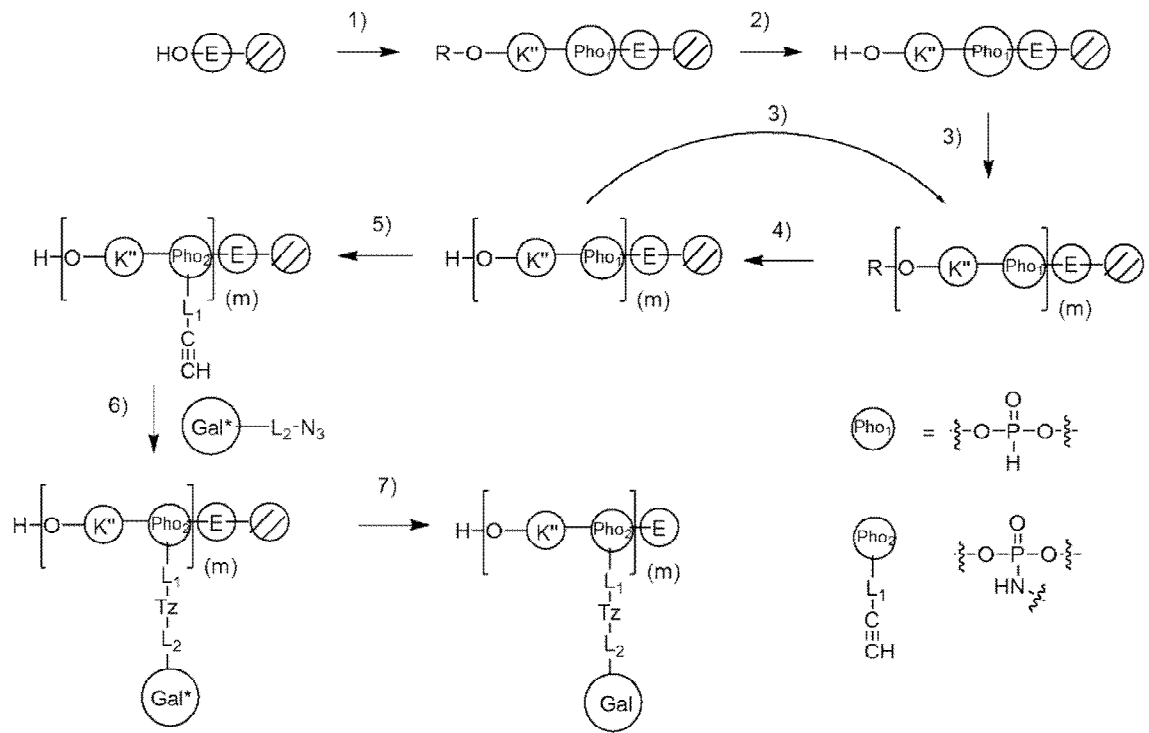 1)
2)
HO E
R-O K" Pho1 E
H-O K" Pho1 E
3)
3)
H O K" Pho2 E (m)
L1
C
CH
5)
H O K" Pho1 E (m)
4)
R O K" Pho1 E (m)
6)
Gal* L2-N3
Pho1 = O P O
O
H
H O K" Pho2 E (m)
L1
Tz
L2
Gal*
7)
H O K" Pho2 E (m)
L1
Tz
L2
Gal
Pho2
L1
C
CH
O
O P O
HN